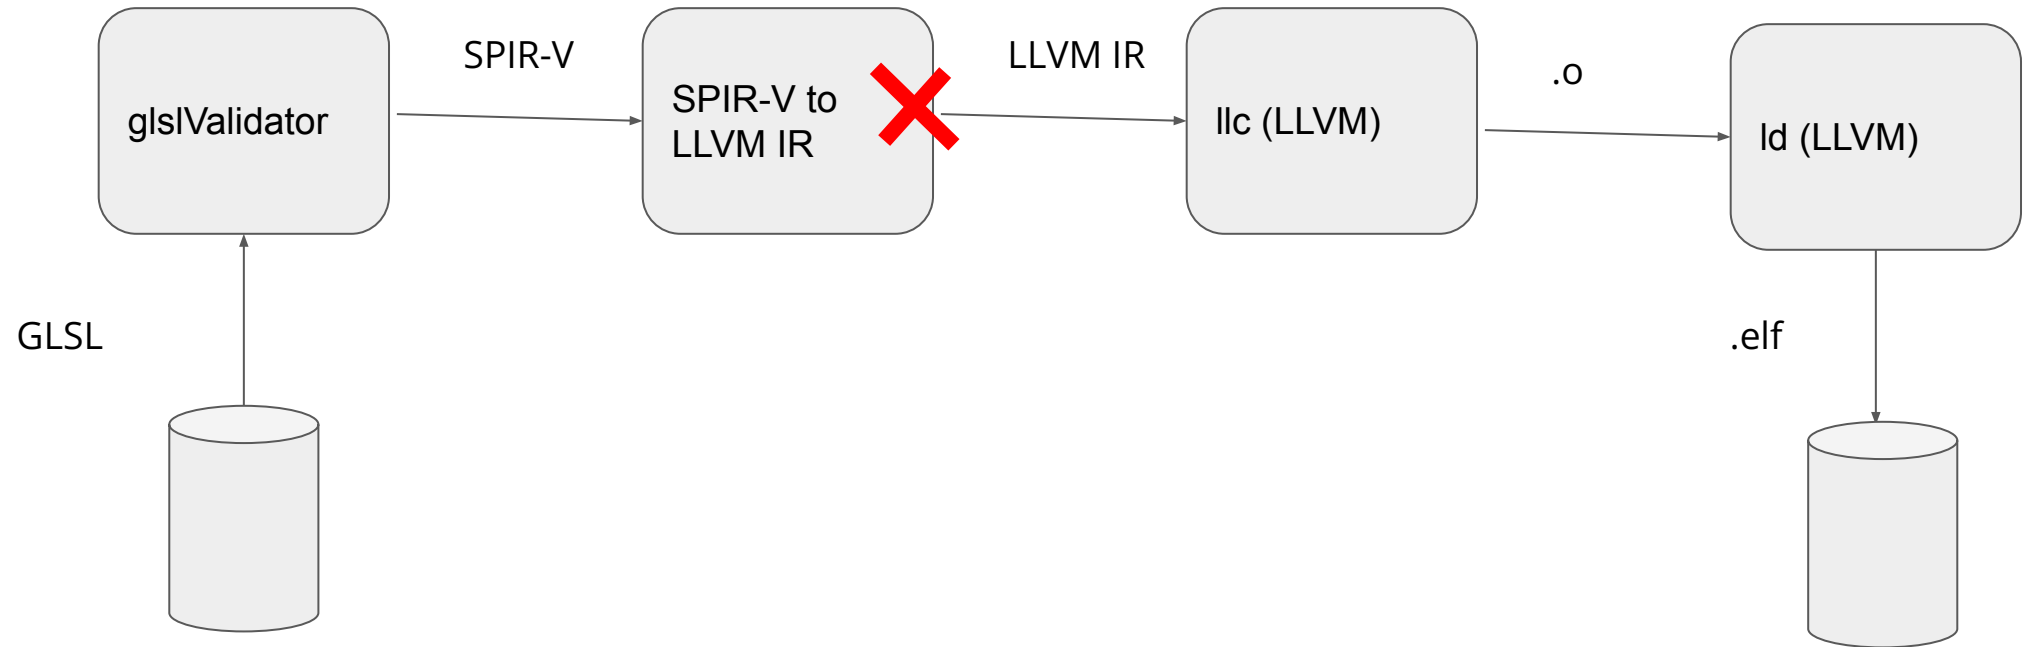 glslValidator
SPIR-V
SPIR-V to
LLVM IR
LLVM IR
llc (LLVM)
.o
ld (LLVM)
GLSL
.elf